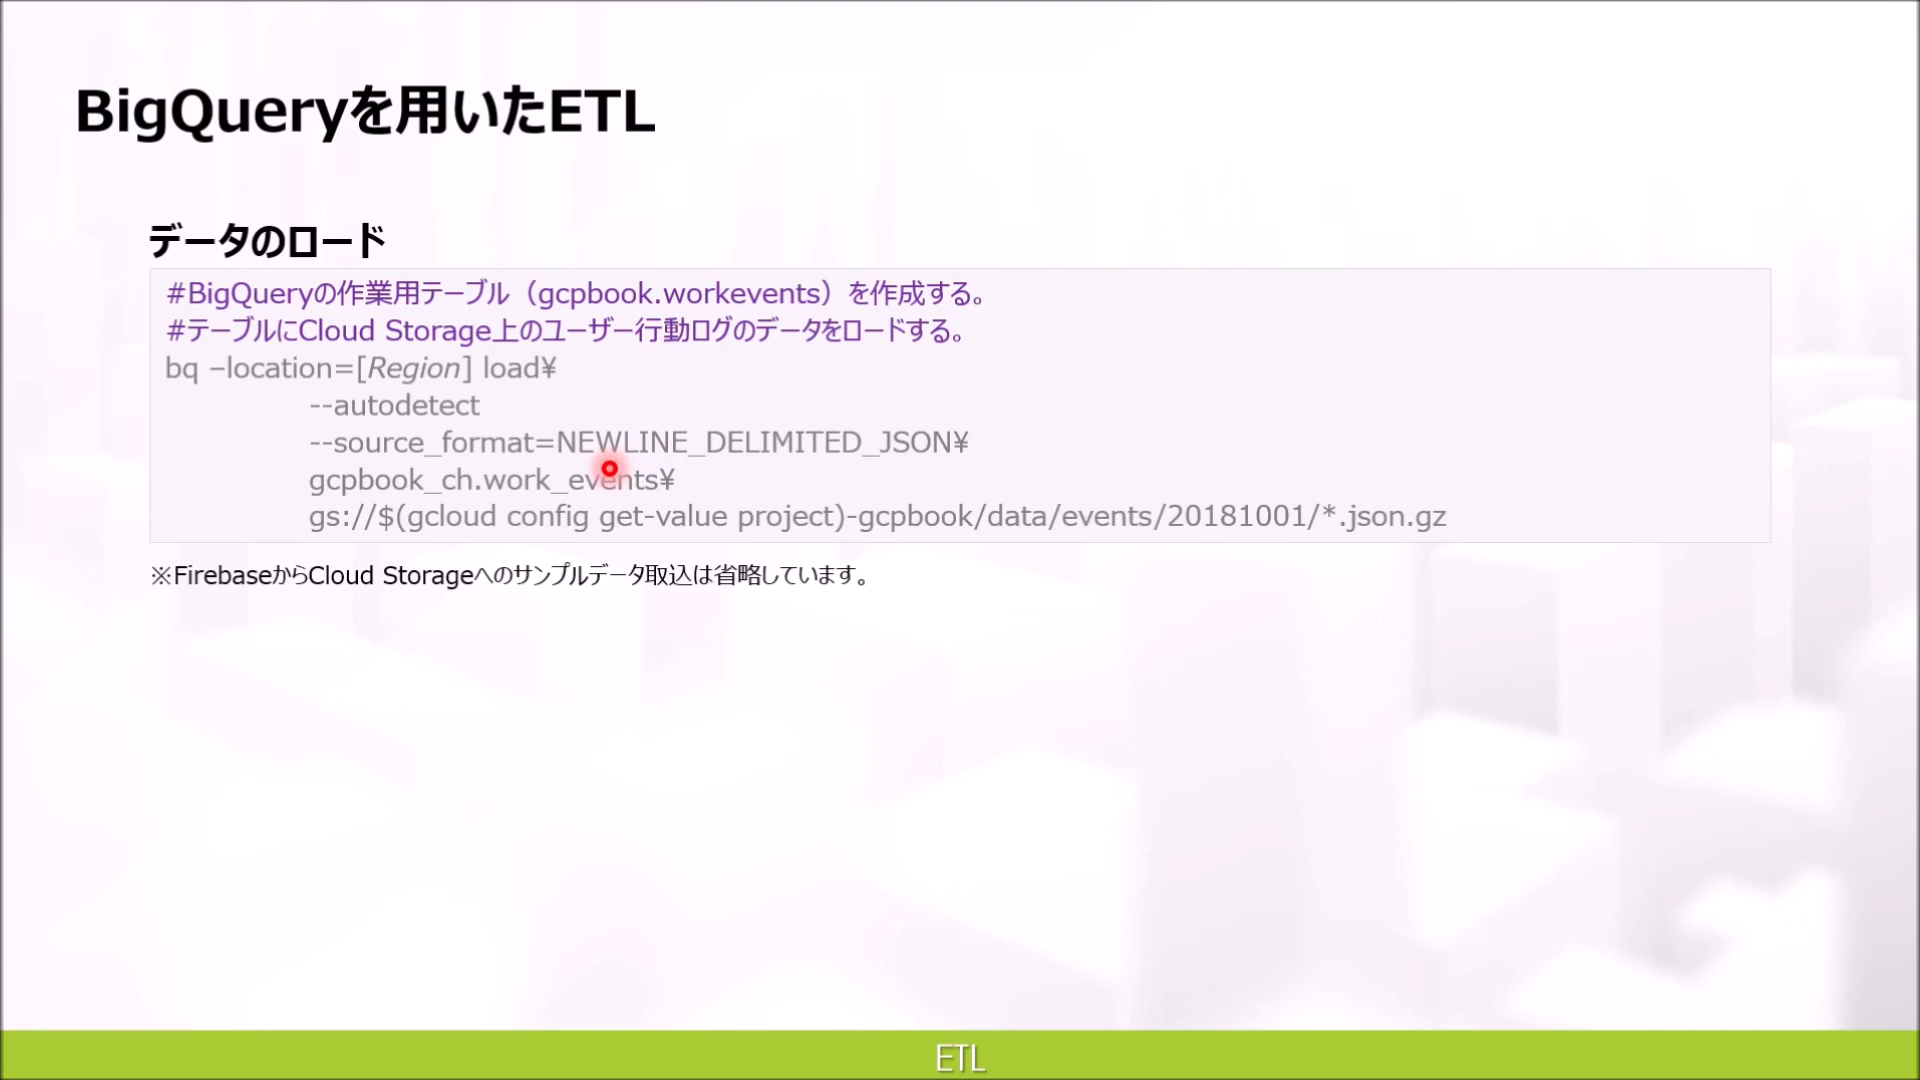 BigQueryを用いたETL
データのロード
#BigQueryの作業用テーブル（gcpbook.workevents）を作成する。
#テーブルにCloud Storage上のユーザー行動ログのデータをロードする。
bq –location=[Region] load¥
--autodetect
--source_format=NEWLINE_DELIMITED_JSON¥
gcpbook_ch.work_events¥
gs://$(gcloud config get-value project)-gcpbook/data/events/20181001/*.json.gz
※FirebaseからCloud Storageへのサンプルデータ取込は省略しています。
ETL